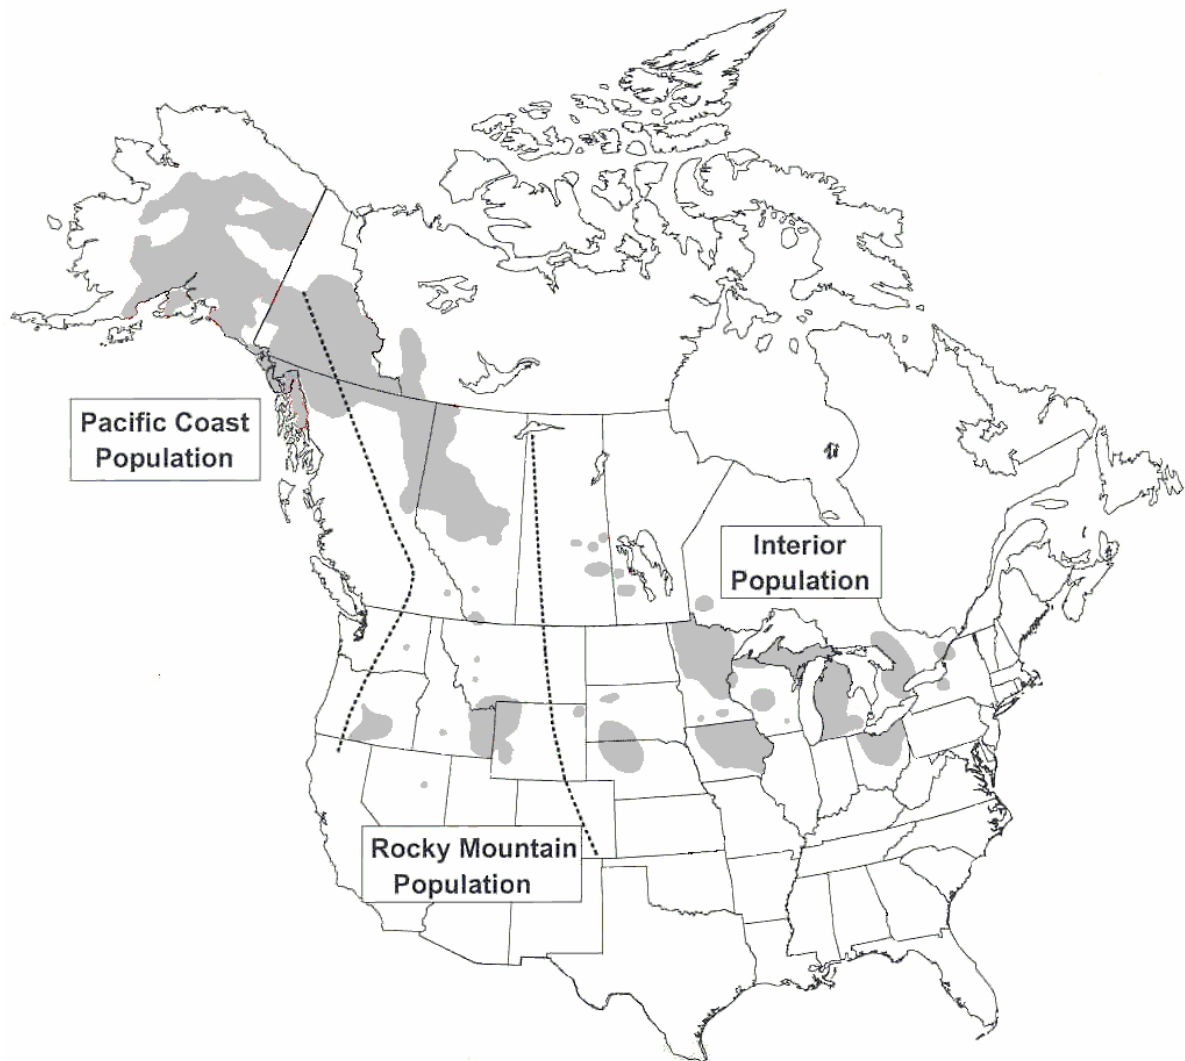 Pacific Coast
Population
Interior
Population
Rocky Mountain
Population